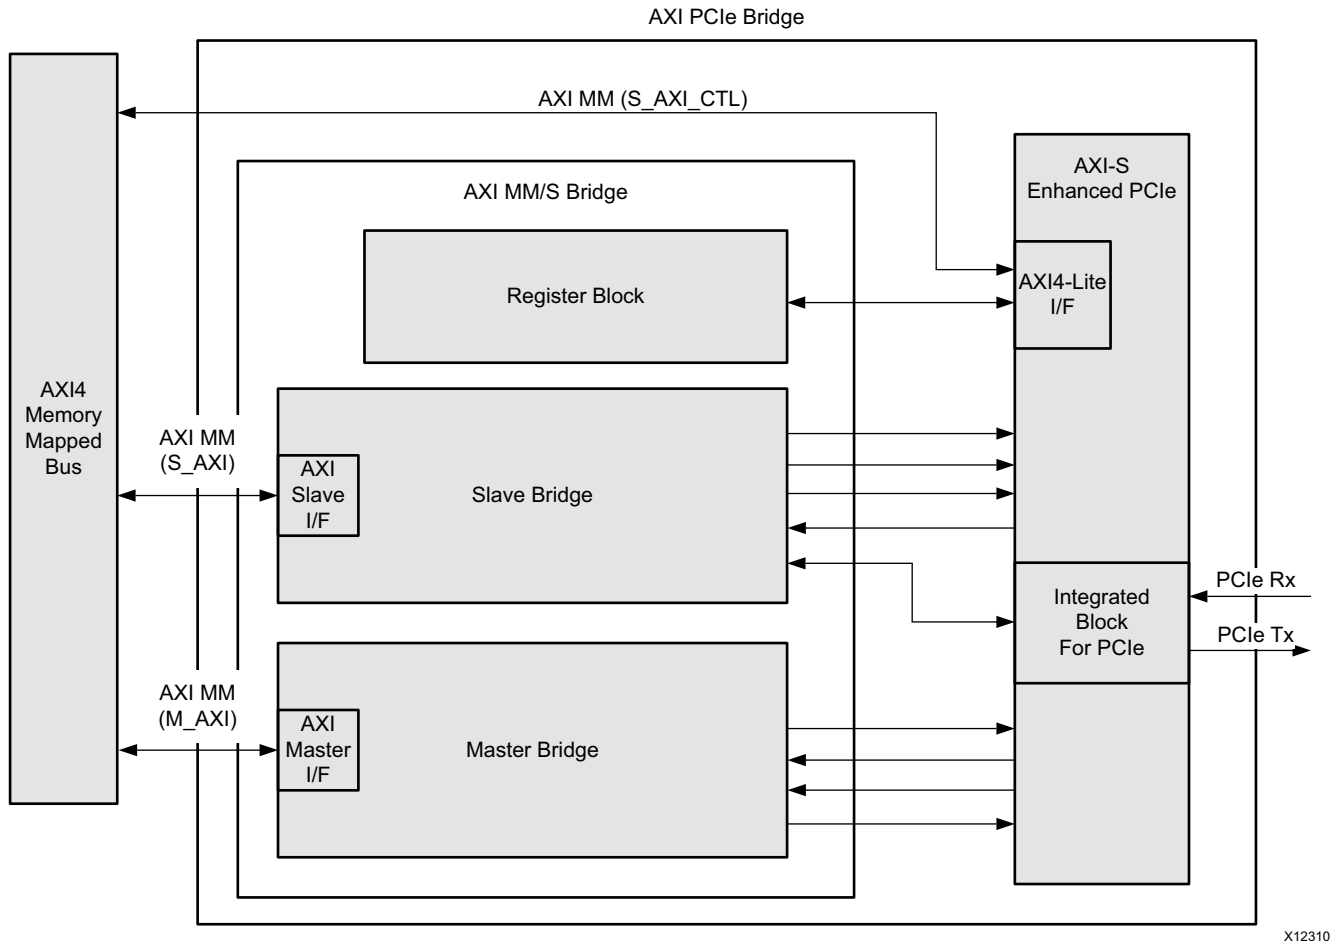 AXI PCIe Bridge
AXI MM (S_AXI_CTL)
AXI-S
Enhanced PCIe
AXI MM/S Bridge
AXI4-Lite
I/F
Register Block
AXI4
Memory
Mapped
Bus
AXI MM
(S_AXI)
AXI
Slave
I/F
Slave Bridge
PCIe Rx
Integrated
Block
For PCIe
PCIe Tx
AXI MM
(M_AXI)
AXI
Master
I/F
Master Bridge
X12310